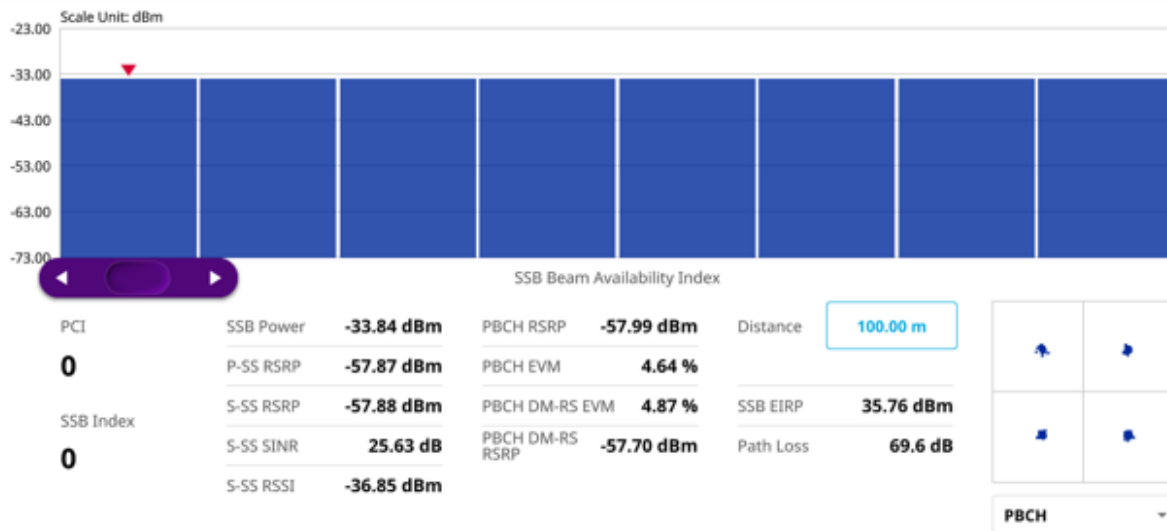 Scale Unit: dBm
-23.00
-33.00
-43.00
-53.00
-63.00
-73.00
SSB Beam Availability Index
PCI
0
SSB Index
0
SSB Power -33.84 dBm
P-SS RSRP -57.87 dBm
S-SS RSRP -57.88 dBm
S-SS SINR 25.63 dB
S-SS RSSI -36.85 dBm
PBCH RSRP -57.99 dBm
PBCH EVM 4.64 %
PBCH DM-RS EVM 4.87 %
PBCH DM-RS
RSRP -57.70 dBm
Distance 100.00 m
SSB EIRP 35.76 dBm
Path Loss 69.6 dB
PBCH